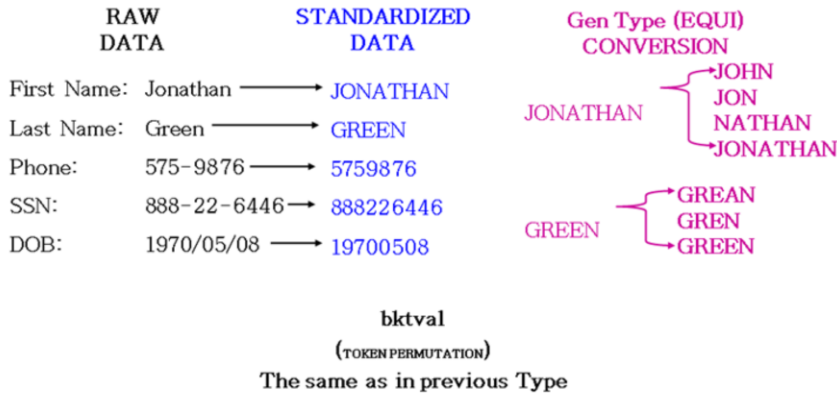 RAW DATA
STANDARDIZED DATA
Gen Type (EQUI) CONVERSION
First Name: Jonathan JONATHAN
Last Name: Green GREEN
Phone: 575-9876 5759876
SSN: 888-22-6446 888226446
DOB: 1970/05/08 19700508
JONATHAN
JOHN
JON
NATHAN
JONATHAN
GREEN
GREAN
GREN
GREEN
bktval
(TOKEN PERMUTATION)
The same as in previous Type